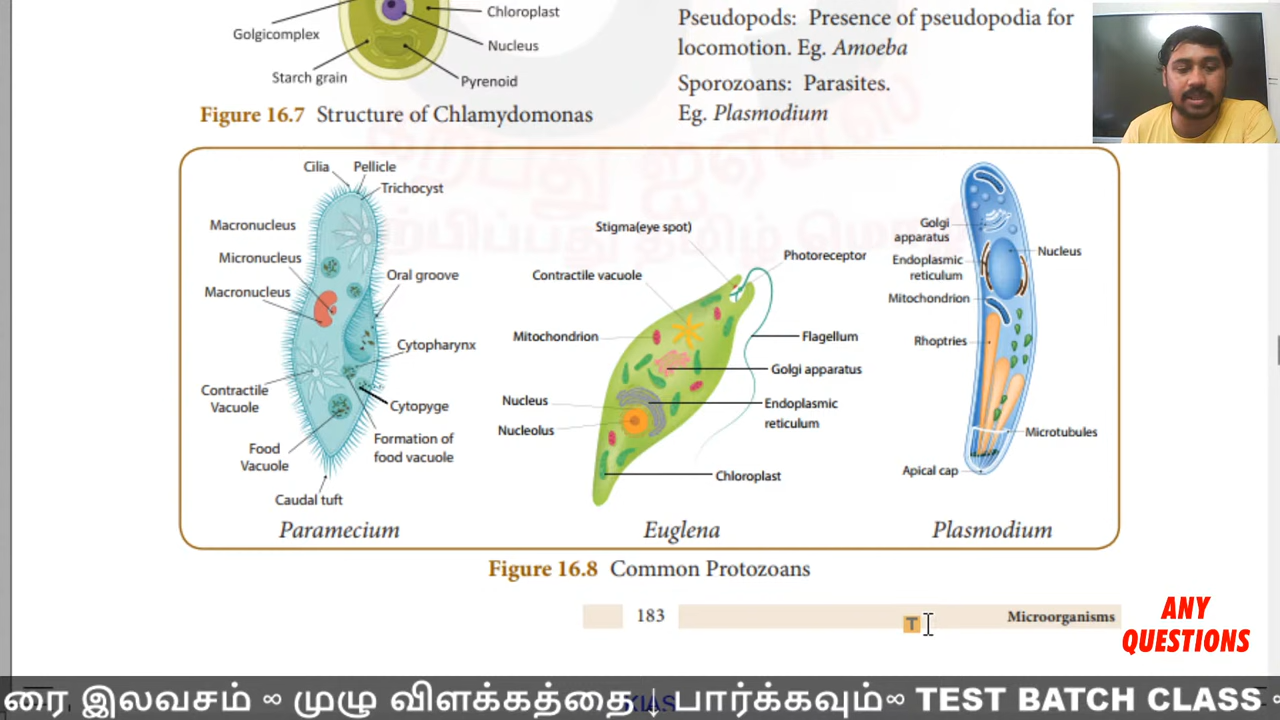 Chloroplast
Golgicomplex
Nucleus
Starch grain
Pyrenoid
Figure 16.7 Structure of Chlamydomonas
Pseudopods: Presence of pseudopodia for
locomotion. Eg. Amoeba
Sporozoans: Parasites.
Eg. Plasmodium
Cilia
Pellicle
Trichocyst
Macronucleus
Micronucleus
Macronucleus
Oral groove
Cytopharynx
Contractile
Vacuole
Cytopyge
Food
Vacuole
Formation of
food vacuole
Caudal tuft
Paramecium
Stigma(eye spot)
Photoreceptor
Contractile vacuole
Mitochondrion
Flagellum
Golgi apparatus
Nucleus
Endoplasmic
reticulum
Nucleolus
Chloroplast
Euglena
Golgi
apparatus
Nucleus
Endoplasmic
reticulum
Mitochondrion
Rhoptries
Microtubules
Apical cap
Plasmodium
Figure 16.8 Common Protozoans
183
T
Microorganisms
ANY
QUESTIONS
ரை இலவசம் ∞ முழு விளக்கத்தை ↓ பார்க்கவும்∞ TEST BATCH CLASS